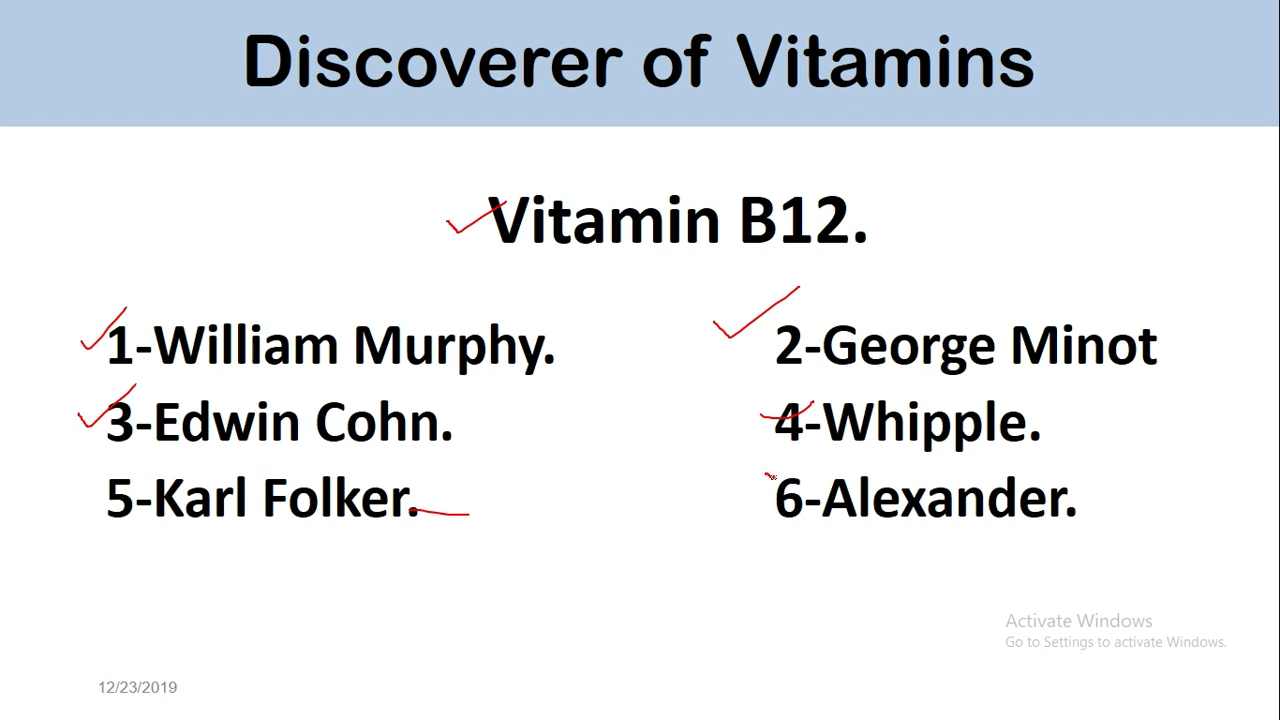 Discoverer of Vitamins
Vitamin B12.
1-William Murphy.
2-George Minot
3-Edwin Cohn.
4-Whipple.
5-Karl Folker.
6-Alexander.
Activate Windows
Go to Settings to activate Windows.
12/23/2019